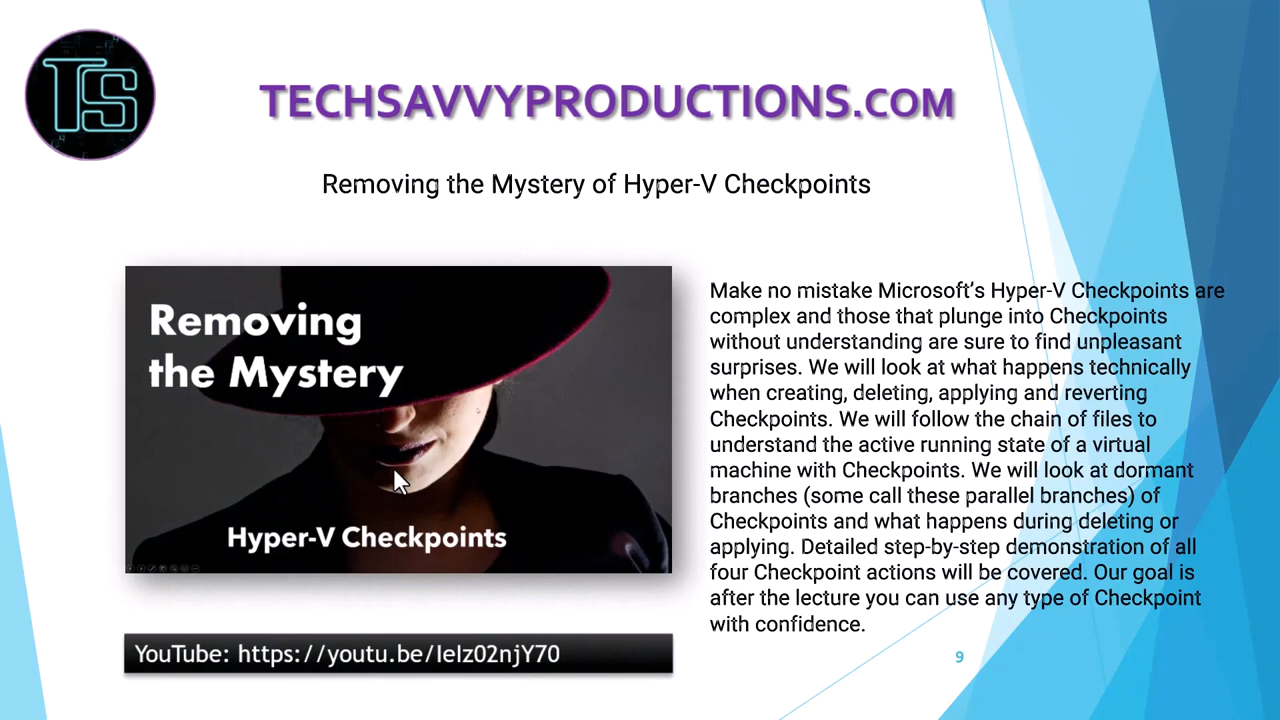 TS
TECHSAVVYPRODUCTIONS.COM
Removing the Mystery of Hyper-V Checkpoints
Removing
the Mystery
Hyper-V Checkpoints
Make no mistake Microsoft's Hyper-V Checkpoints are
complex and those that plunge into Checkpoints
without understanding are sure to find unpleasant
surprises. We will look at what happens technically
when creating, deleting, applying and reverting
Checkpoints. We will follow the chain of files to
understand the active running state of a virtual
machine with Checkpoints. We will look at dormant
branches (some call these parallel branches) of
Checkpoints and what happens during deleting or
applying. Detailed step-by-step demonstration of all
four Checkpoint actions will be covered. Our goal is
after the lecture you can use any type of Checkpoint
with confidence.
YouTube: https://youtu.be/IeIz02njY70
9